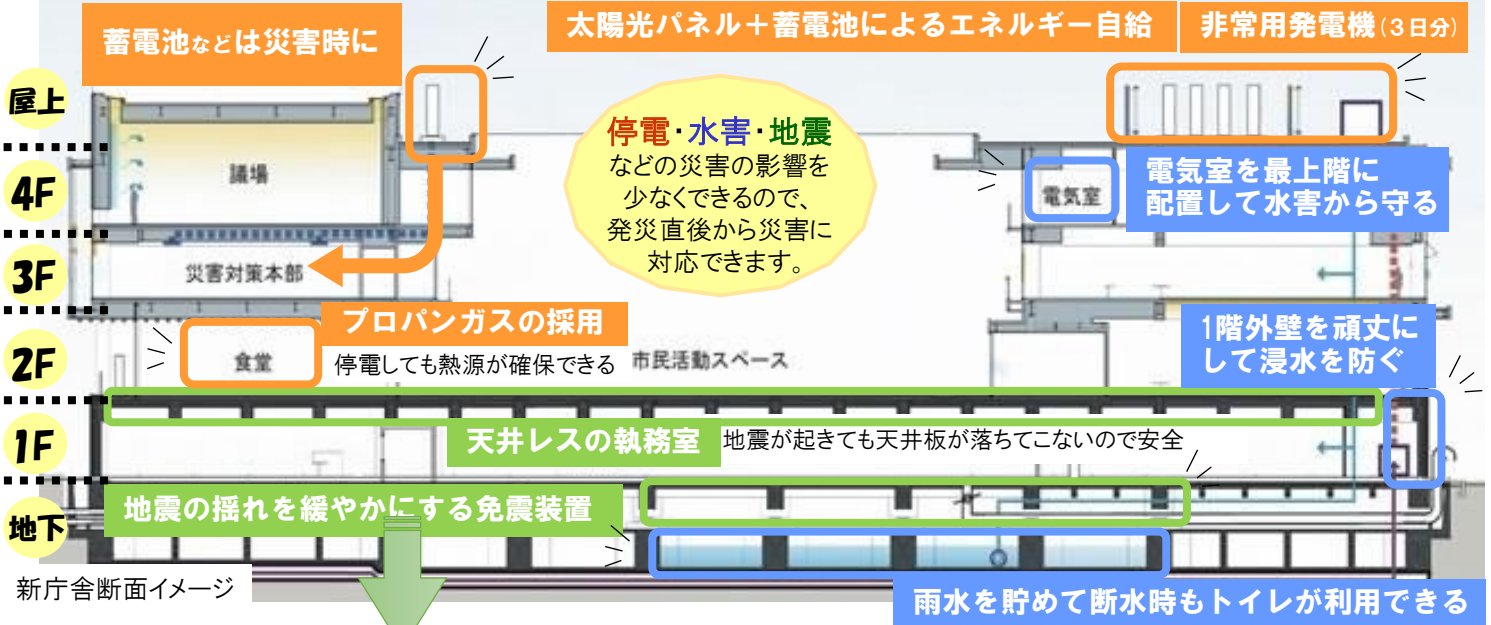 蓄電池などは災害時に
太陽光パネル＋蓄電池によるエネルギー自給
非常用発電機(3日分)
屋上
停電・水害・地震
などの災害の影響を
少なくできるので、
発災直後から災害に
対応できます。
電気室を最上階に
配置して水害から守る
4F
議場
電気室
3F
災害対策本部
プロパンガスの採用
停電しても熱源が確保できる
1階外壁を頑丈に
して浸水を防ぐ
2F
食堂
市民活動スペース
1F
天井レスの執務室
地震が起きても天井板が落ちてこないので安全
地下
地震の揺れを緩やかにする免震装置
新庁舎断面イメージ
雨水を貯めて断水時もトイレが利用できる